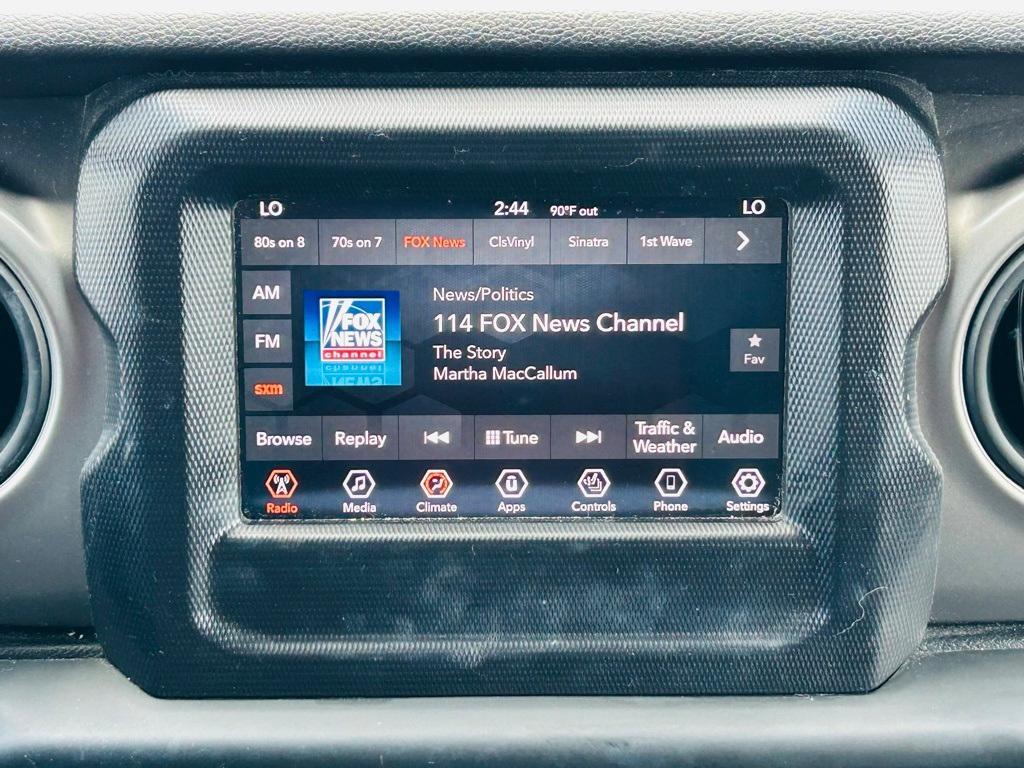 LO 2:44 90°F out LO
80s on 8 70s on 7 FOX News ClsVinyl Sinatra 1st Wave
AM
FM
sxm
FOX
NEWS
channel
News/Politics
114 FOX News Channel
The Story
Martha MacCallum
Fav
Browse Replay Tune Traffic & Weather Audio
Radio Media Climate Apps Controls Phone Settings